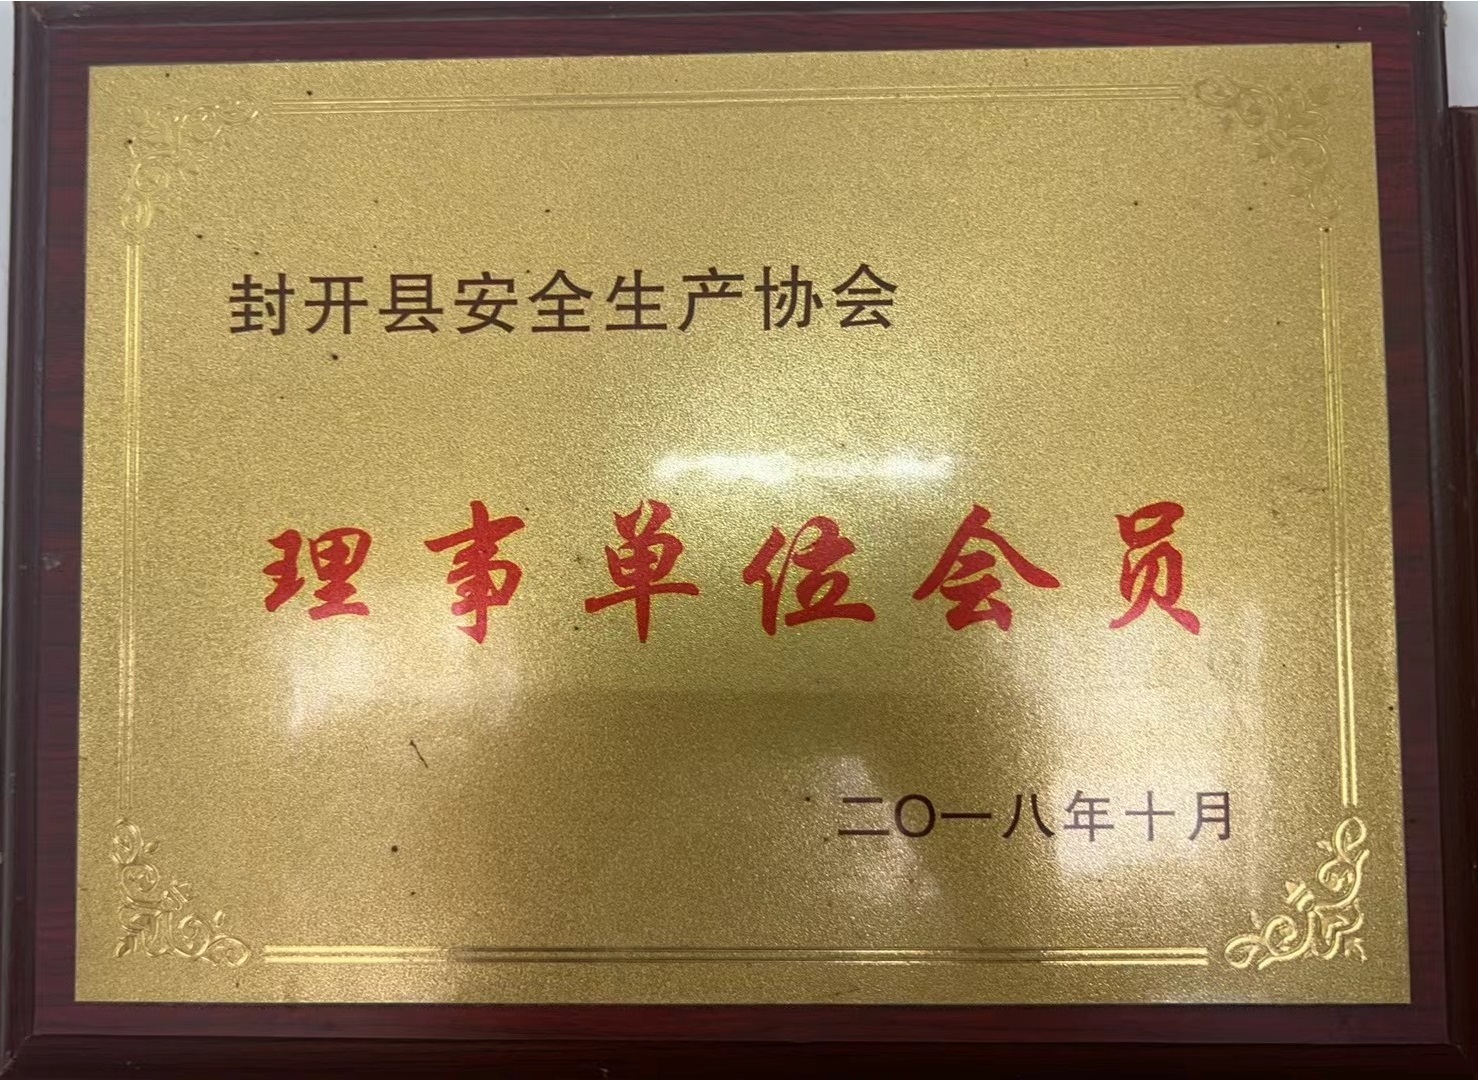 封开县安全生产协会
理事单位会员
二〇一八年十月